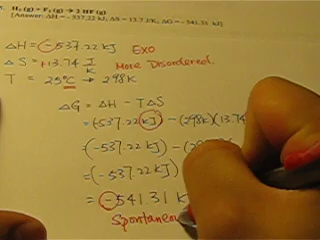 H₂ (g) + F₂ (g) → 2 HF (g)
[Answer: ΔH = - 537.22 kJ; ΔS = 13.7 J/K; ΔG = - 541.31 kJ]
ΔH = -537.22 kJ Exo
ΔS = +13.74 J/K More Disordered.
T = 25°C → 298K
ΔG = ΔH - TΔS
= (-537.22 kJ) - (298K)(13.74
= (-537.22 kJ) - (29
= (-537.22 kJ)
= -541.31 k
Spontaneou